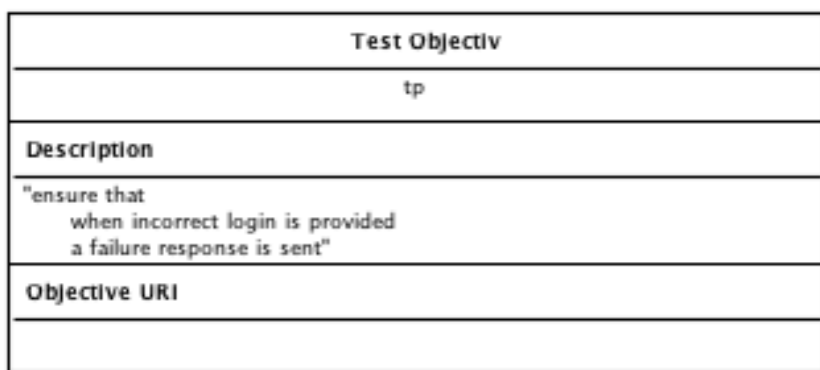 Test Objectiv
tp
Description
"ensure that
when incorrect login is provided
a failure response is sent"
Objective URI